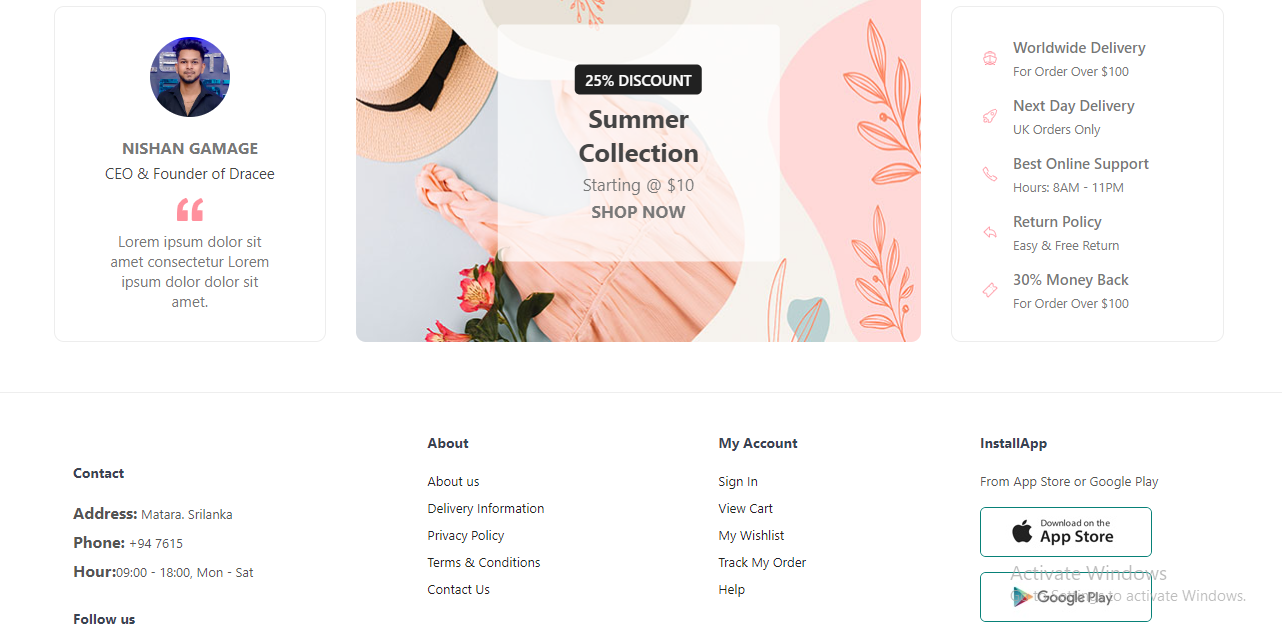 NISHAN GAMAGE
CEO & Founder of Dracee
Lorem ipsum dolor sit
amet consectetur Lorem
ipsum dolor dolor sit
amet.
25% DISCOUNT
Summer
Collection
Starting @ $10
SHOP NOW
Worldwide Delivery
For Order Over $100
Next Day Delivery
UK Orders Only
Best Online Support
Hours: 8AM - 11PM
Return Policy
Easy & Free Return
30% Money Back
For Order Over $100
Contact
Address: Matara. Srilanka
Phone: +94 7615
Hour:09:00 - 18:00, Mon - Sat
Follow us
About
About us
Delivery Information
Privacy Policy
Terms & Conditions
Contact Us
My Account
Sign In
View Cart
My Wishlist
Track My Order
Help
InstallApp
From App Store or Google Play
Download on the
App Store
Google Play
Activate Windows
Go to Settings to activate Windows.